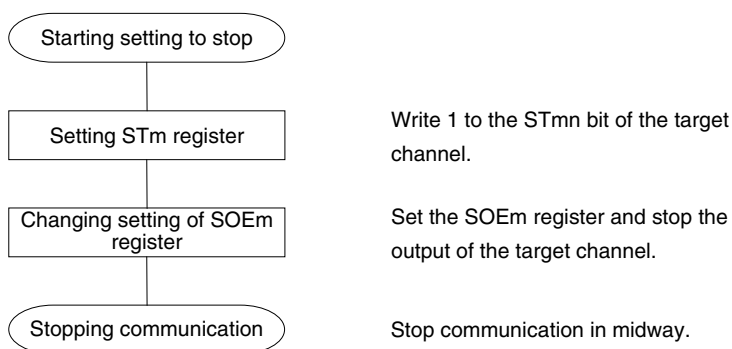 Starting setting to stop
Setting STm register
Write 1 to the STmn bit of the target
channel.
Changing setting of SOEm
register
Set the SOEm register and stop the
output of the target channel.
Stopping communication
Stop communication in midway.